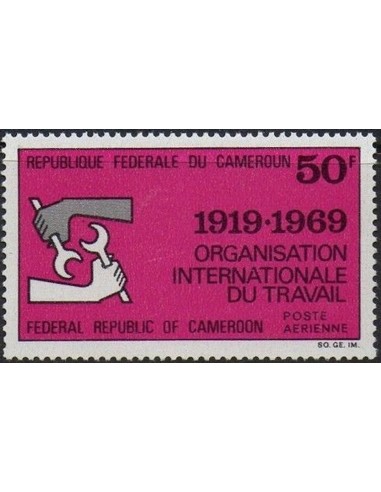 REPUBLIQUE FEDERALE DU CAMEROUN 50F
1919·1969
ORGANISATION
INTERNATIONALE
DU TRAVAIL
POSTE
AERIENNE
FEDERAL REPUBLIC OF CAMEROON
SO. GE. IM.